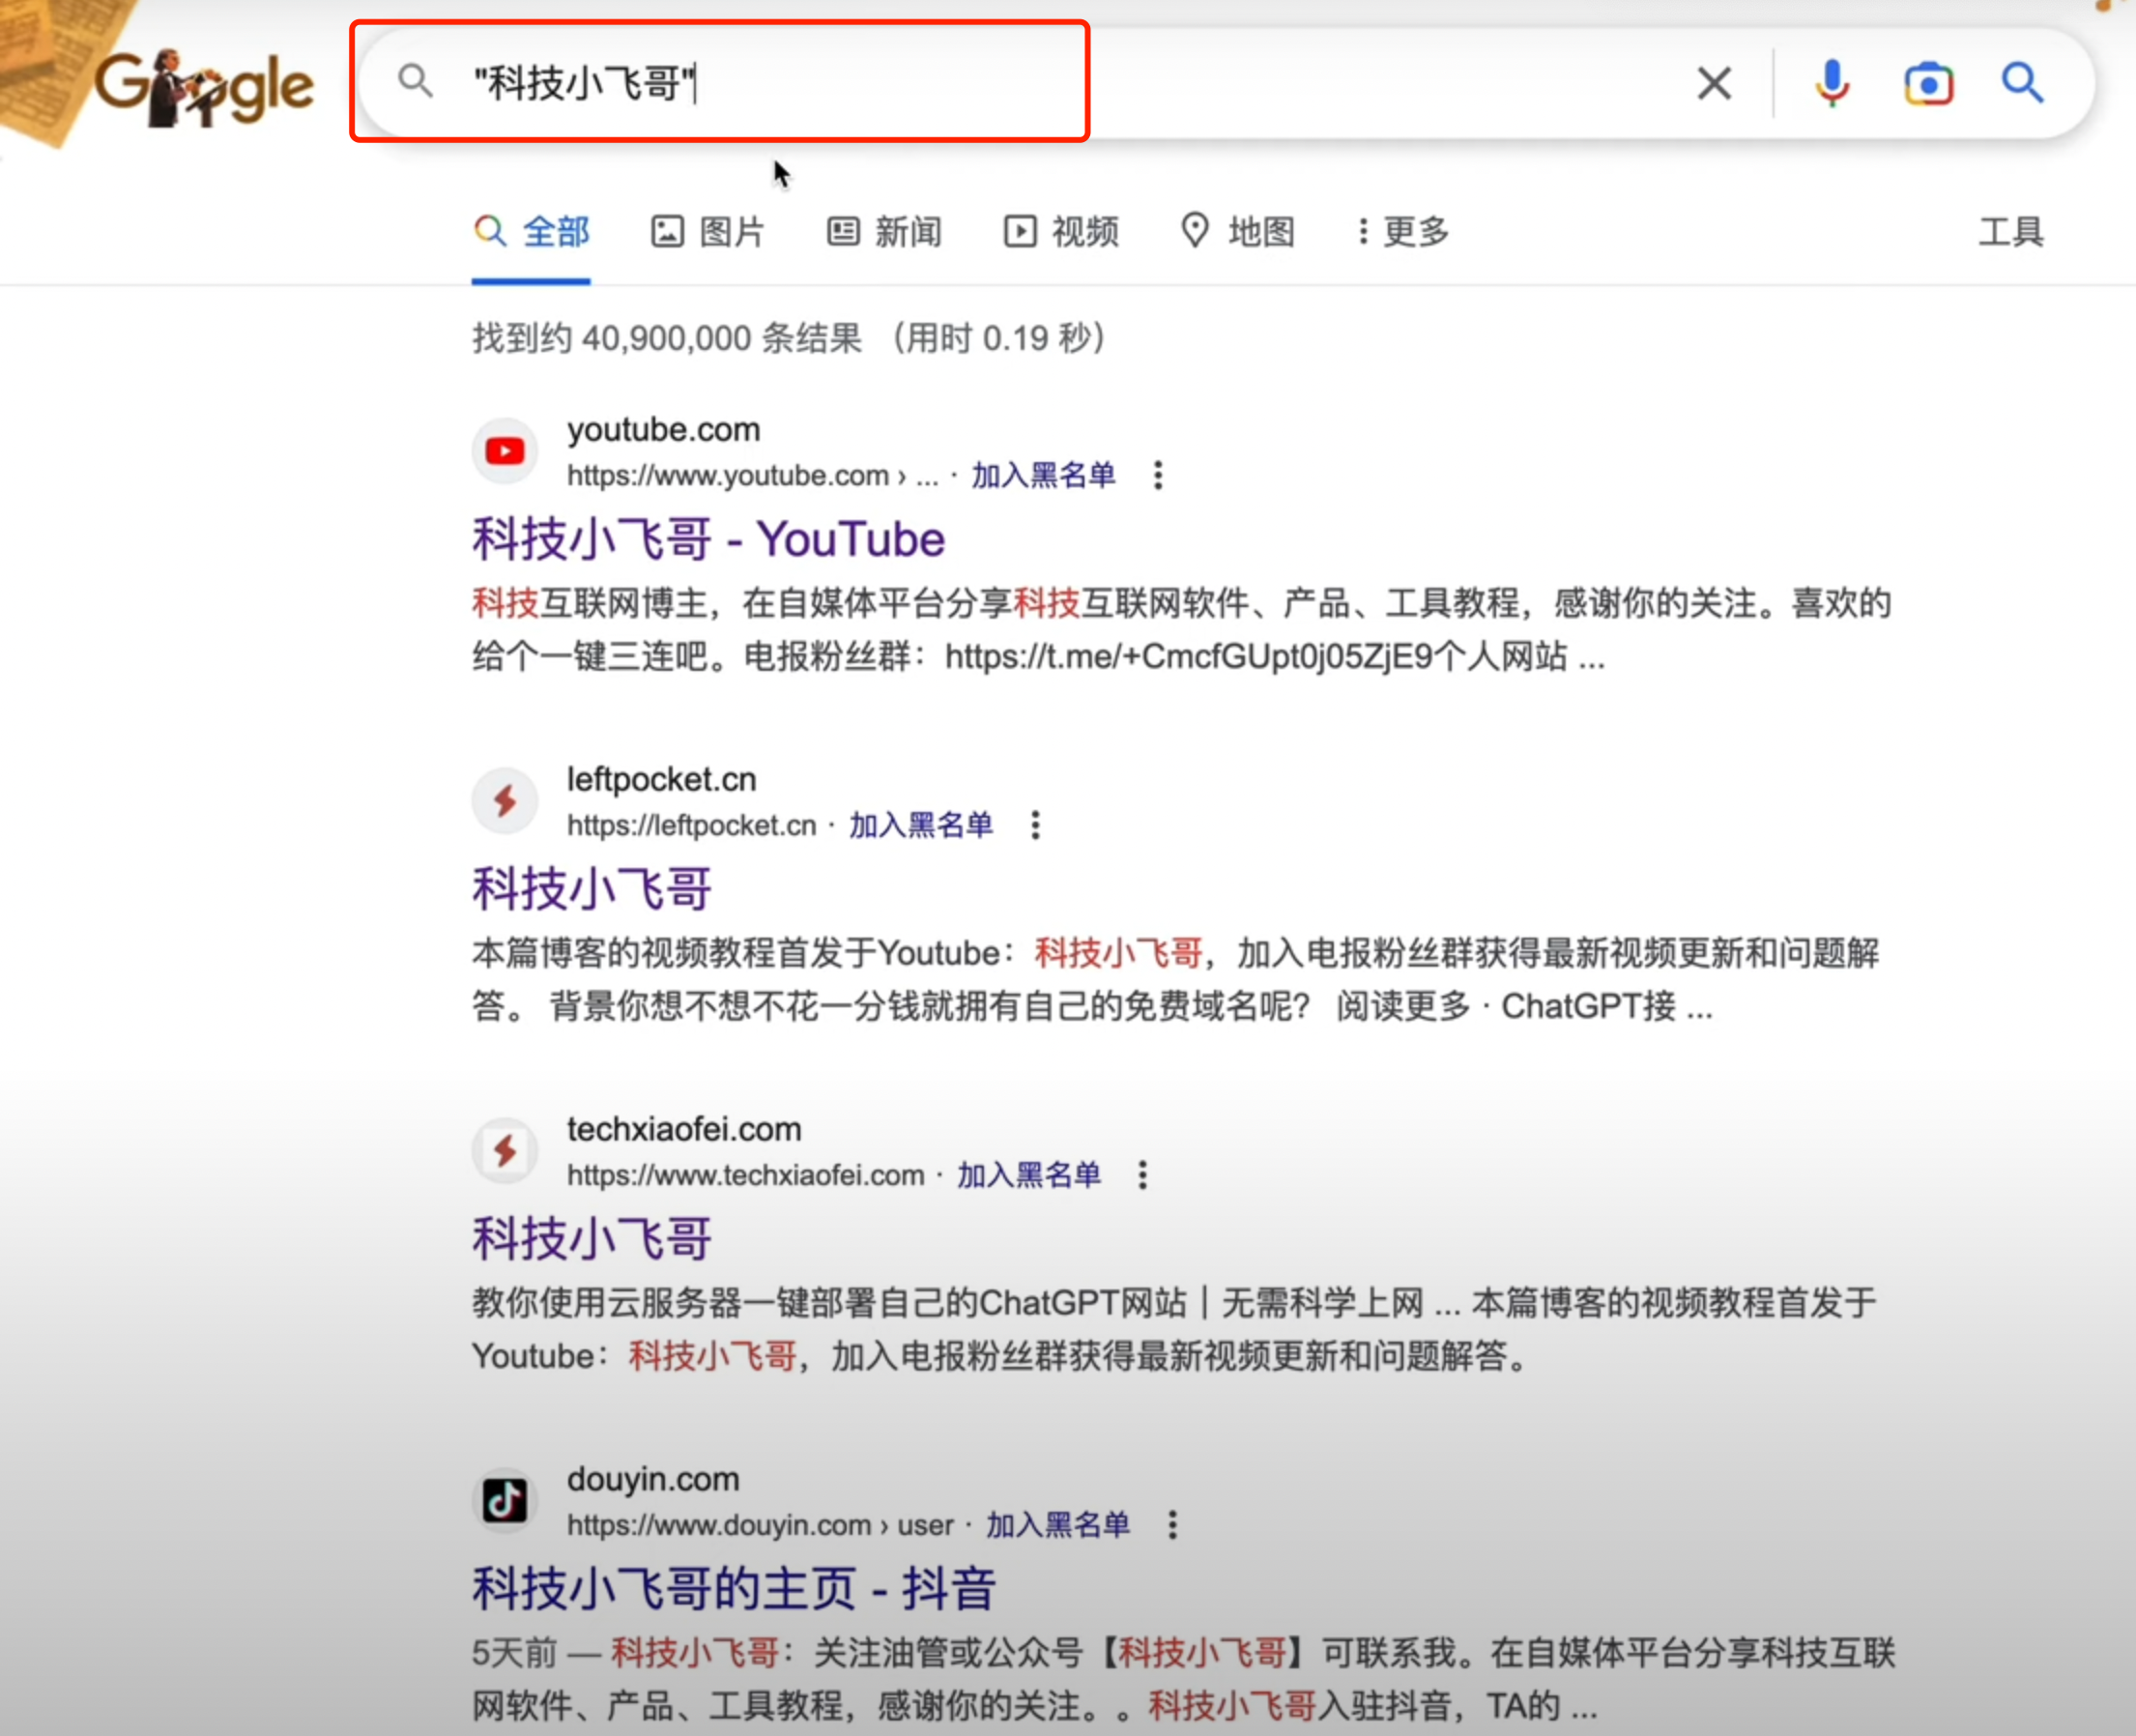 Google
"科技小飞哥"
全部 图片 新闻 视频 地图 更多 工具
找到约 40,900,000 条结果 （用时 0.19 秒）
youtube.com
https://www.youtube.com › ... · 加入黑名单
科技小飞哥 - YouTube
科技互联网博主，在自媒体平台分享科技互联网软件、产品、工具教程，感谢你的关注。喜欢的
给个一键三连吧。电报粉丝群：https://t.me/+CmcfGUpt0j05ZjE9个人网站 ...
leftpocket.cn
https://leftpocket.cn · 加入黑名单
科技小飞哥
本篇博客的视频教程首发于Youtube：科技小飞哥，加入电报粉丝群获得最新视频更新和问题解
答。 背景你想不想不花一分钱就拥有自己的免费域名呢？ 阅读更多 · ChatGPT接 ...
techxiaofei.com
https://www.techxiaofei.com · 加入黑名单
科技小飞哥
教你使用云服务器一键部署自己的ChatGPT网站｜无需科学上网 ... 本篇博客的视频教程首发于
Youtube：科技小飞哥，加入电报粉丝群获得最新视频更新和问题解答。
douyin.com
https://www.douyin.com › user · 加入黑名单
科技小飞哥的主页 - 抖音
5天前 — 科技小飞哥：关注油管或公众号【科技小飞哥】可联系我。在自媒体平台分享科技互联
网软件、产品、工具教程，感谢你的关注。。科技小飞哥入驻抖音，TA的 ...